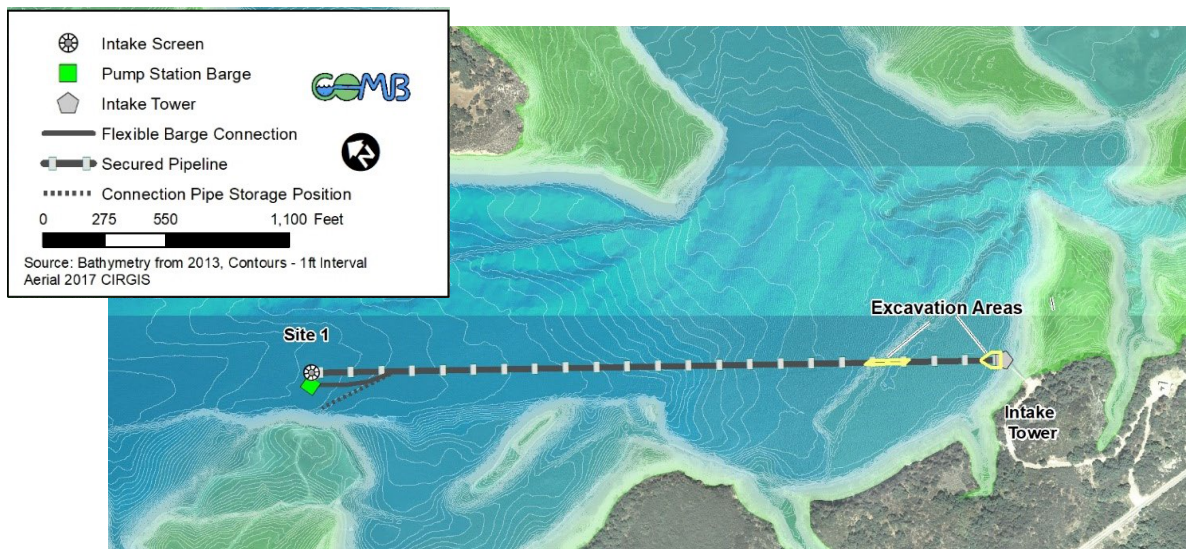 Intake Screen
Pump Station Barge
Intake Tower
COMB
Flexible Barge Connection
N
Secured Pipeline
Connection Pipe Storage Position
0 275 550 1,100 Feet
Source: Bathymetry from 2013, Contours - 1ft Interval
Aerial 2017 CIRGIS
Site 1
Excavation Areas
Intake
Tower